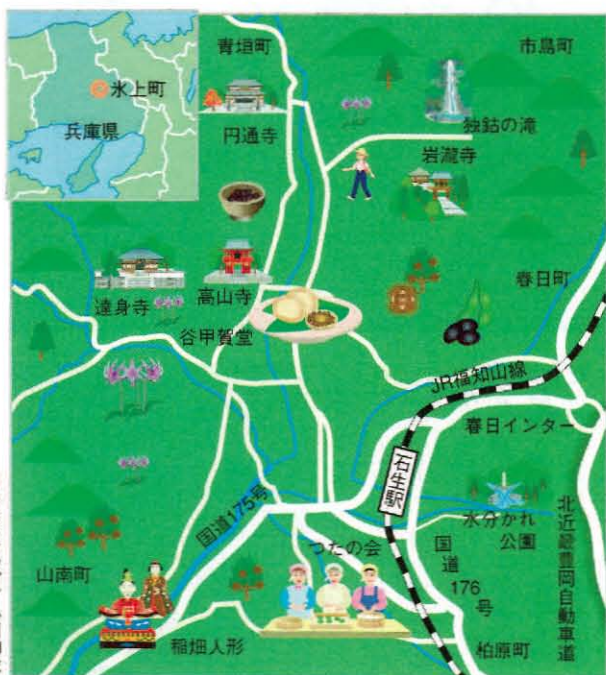 氷上町
兵庫県
青垣町
市島町
円通寺
独鈷の滝
岩瀧寺
達身寺
高山寺
谷甲賀堂
春日町
JR福知山線
春日インター
石生駅
水分かれ
公園
国道175号
つたの会
国道176号
北近畿豊岡自動車道
山南町
稲畑人形
柏原町